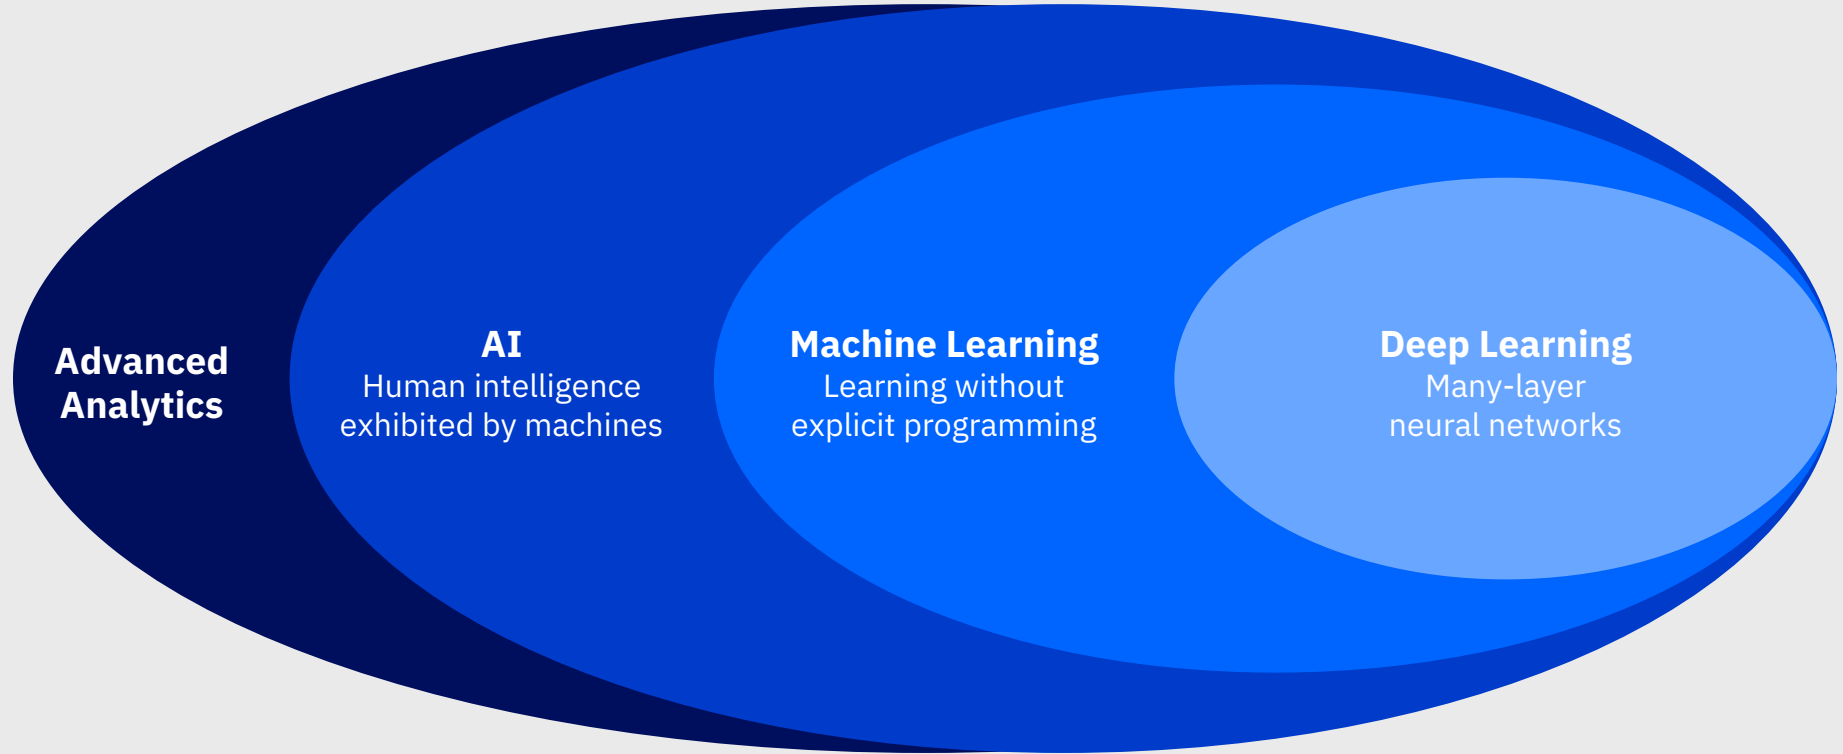 Advanced
Analytics
AI
Human intelligence
exhibited by machines
Machine Learning
Learning without
explicit programming
Deep Learning
Many-layer
neural networks